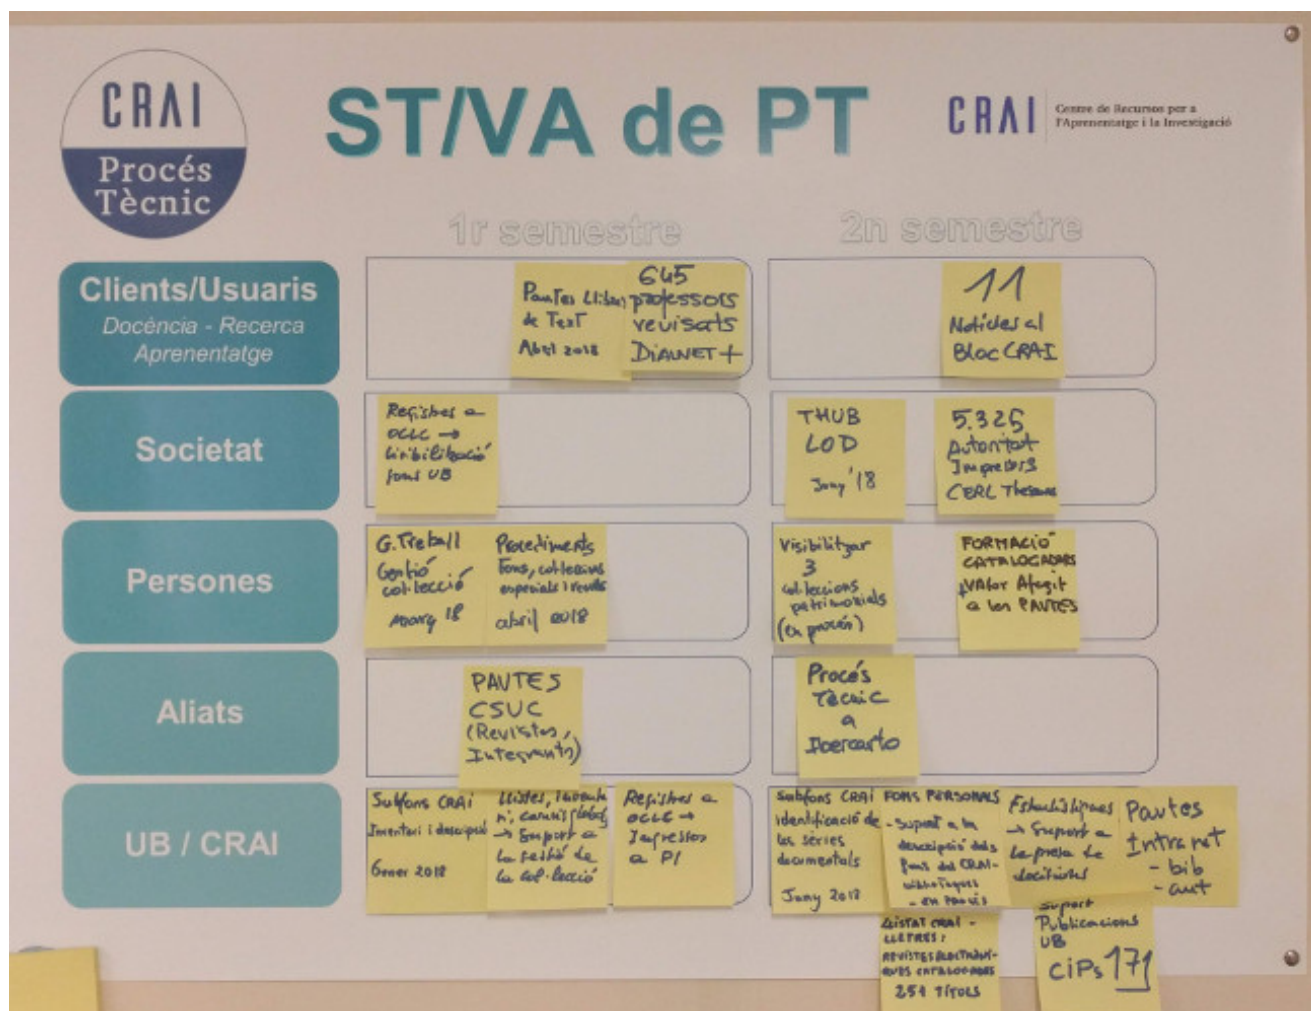 CRAI
Procés
Tècnic
ST/VA de PT
CRAI
Centre de Recursos per a
l'Aprenentatge i la Investigació
1r semestre
2n semestre
Clients/Usuaris
Docència - Recerca
Aprenentatge
Pautes Llibres
de Text
Abril 2018
645
professors
revisats
DIALNET +
11
Notícies al
Bloc CRAI
Societat
Registres a
OCLC →
Visibilització
fons UB
THUB
LOD
Juny '18
5.325
Autoritat
Impressors
CERL Thesaurus
Persones
G. Treball
Gestió
col·lecció
març 18
Procediments
Fons, col·leccions
especials i reserva
abril 2018
Visibilitzar
3
col·leccions
patrimonials
(en procés)
FORMACIÓ
CATALOGADORS
+ Valor Afegit
a les PAUTES
Aliats
PAUTES
CSUC
(Revistes,
Integrants)
Procés
Tècnic
a
UB / CRAI
Subfons CRAI
Inventari i descripció
Gener 2018
Llistes,
→ Suport a
la gestió de
la col·lecció
Registres a
OCLC →
Ingressos
a PI
Subfons CRAI
identificació de
les sèries
documentals
Juny 2018
FONS PERSONALS
- Suport a la
descripció dels
fons del CRAI-
biblioteques
- en procés
Estadístiques
→ Suport a
la presa de
decisions
Pautes
Intranet
- bib
- aut
LLISTAT CRAI -
LLETRES:
REVISTES ELECTRÒNI-
QUES CATALOGADES
251 TÍTOLS
Suport
Publicacions
UB
CIPs 171